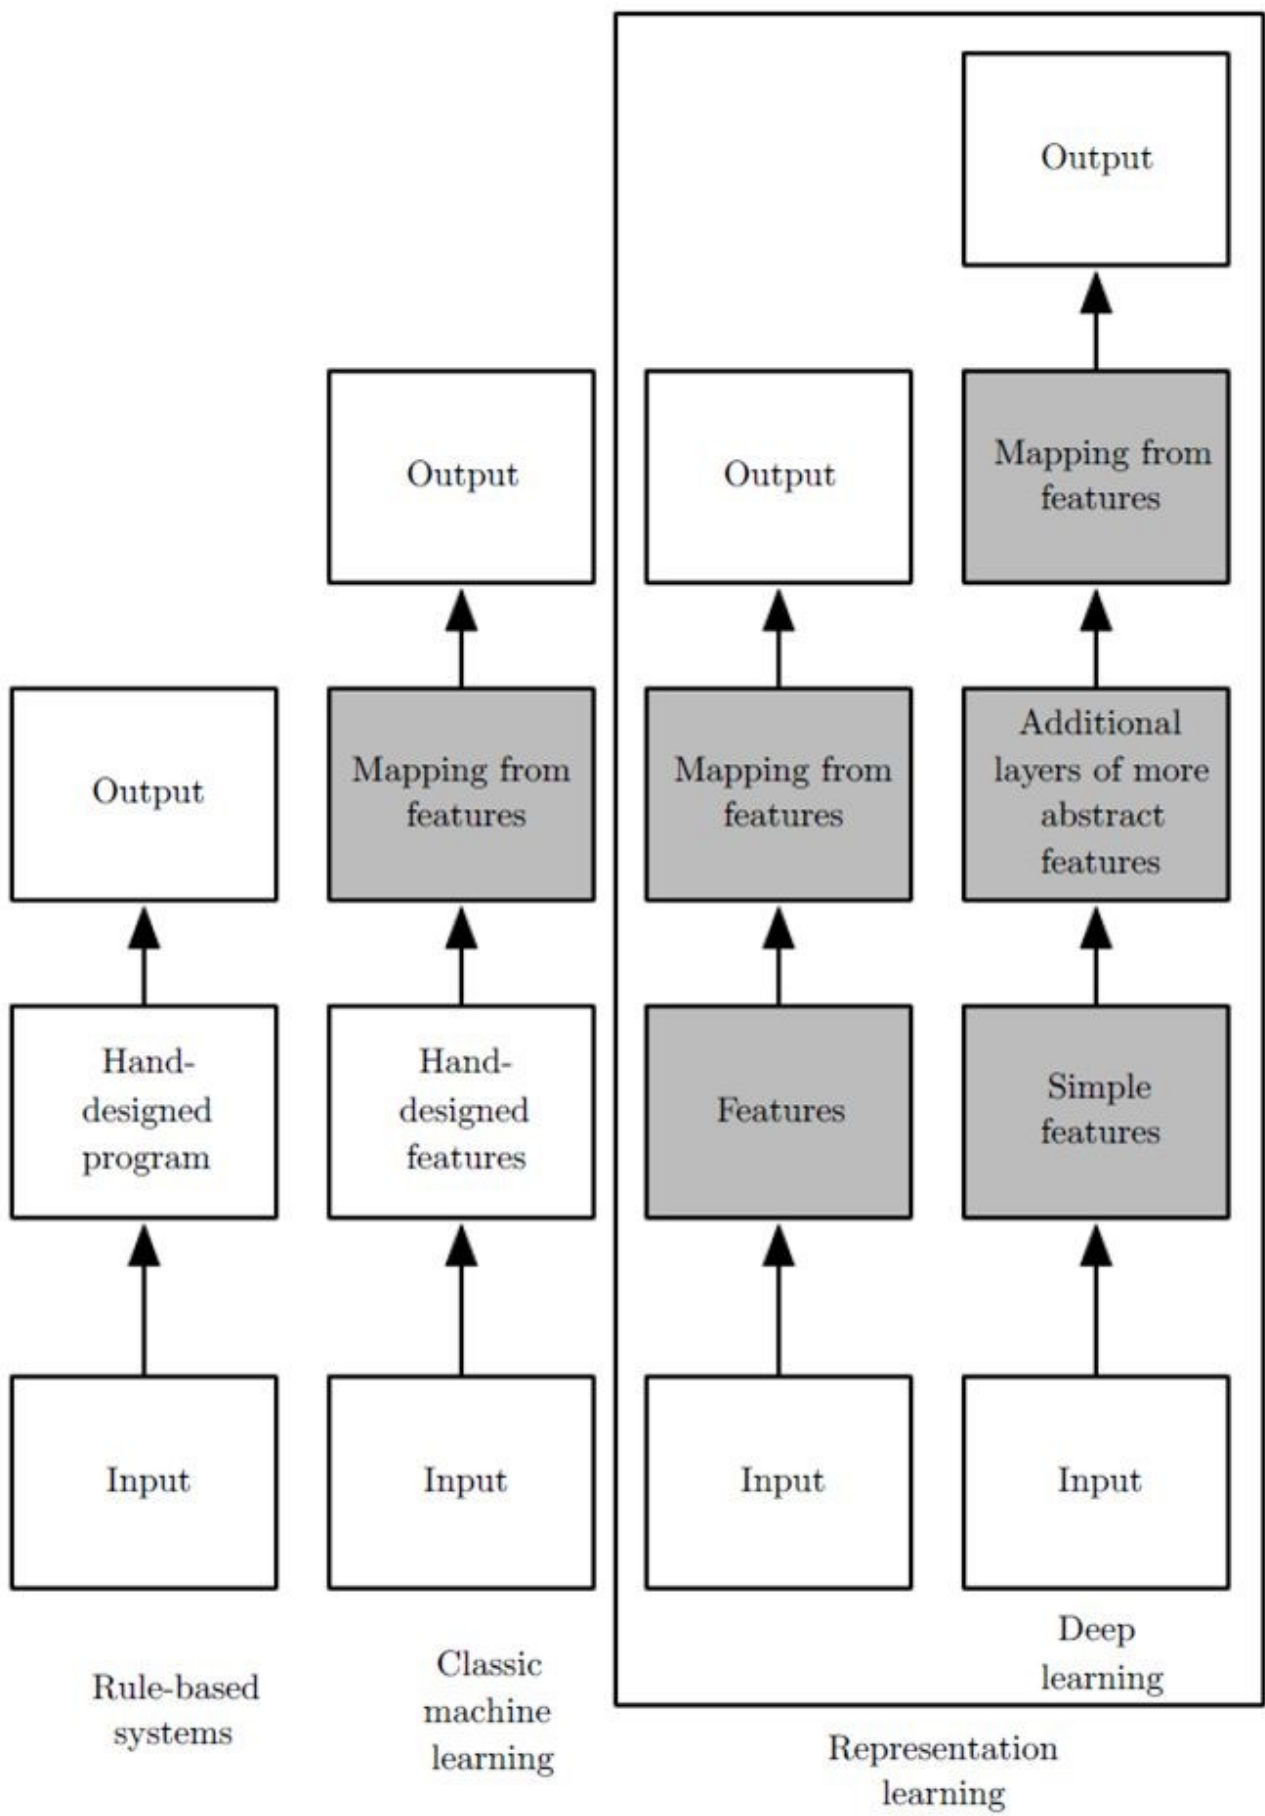 Output
Output
Output
Mapping from
features
Output
Mapping from
features
Mapping from
features
Additional
layers of more
abstract
features
Hand-
designed
program
Hand-
designed
features
Features
Simple
features
Input
Input
Input
Input
Rule-based
systems
Classic
machine
learning
Deep
learning
Representation
learning